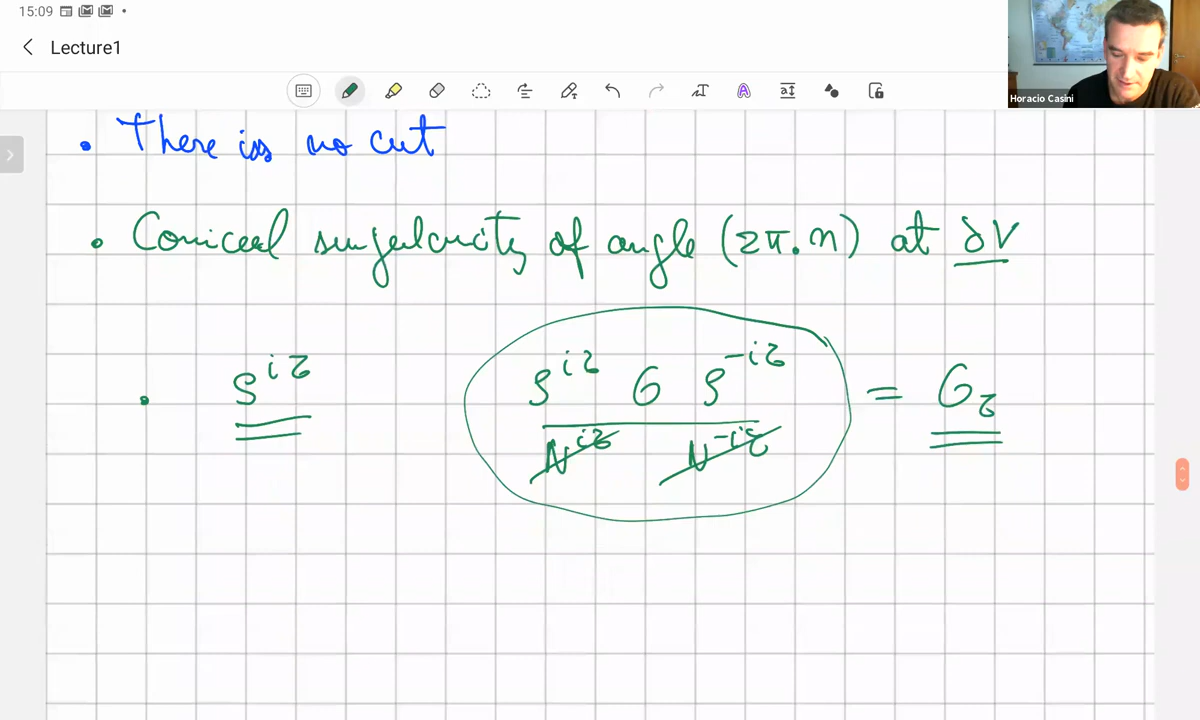 15:09
Lecture1
Horacio Casini
• There is no cut
• Conical singularity of angle (2π.n) at ∂V
• ρ^{iτ} ρ^{iτ} O ρ^{-iτ} / N^{iτ} N^{-iτ} = O_τ